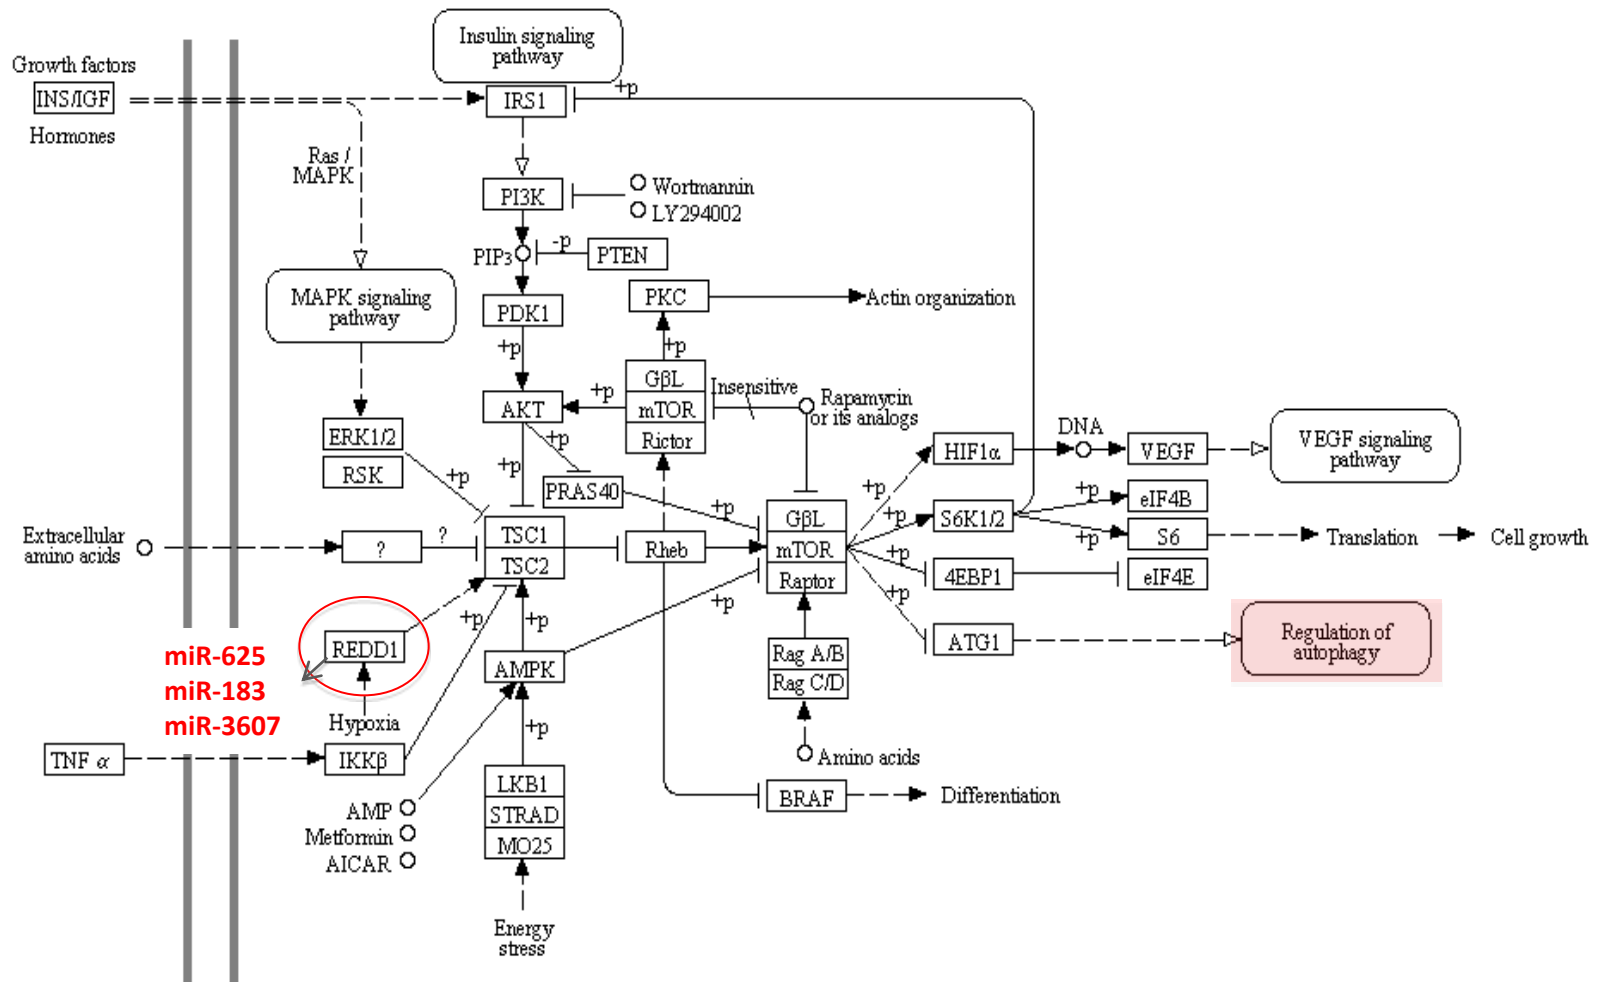 Insulin signaling
pathway
Growth factors
INS/IGF
Hormones
IRS1
+p
Ras /
MAPK
PI3K
Wortmannin
LY294002
PIP3
-p
PTEN
MAPK signaling
pathway
PDK1
PKC
Actin organization
+p
+p
GβL
mTOR
Rictor
Insensitive
Rapamycin
or its analogs
+p
AKT
ERK1/2
RSK
+p
+p
+p
PRAS40
+p
DNA
HIF1α
VEGF
VEGF signaling
pathway
+p
+p
GβL
mTOR
Raptor
S6K1/2
+p
eIF4B
+p
S6
Translation
Cell growth
Extracellular
amino acids
?
?
TSC1
TSC2
Rheb
+p
4EBP1
eIF4E
+p
+p
+p
+p
ATG1
Regulation of
autophagy
REDD1
miR-625
miR-183
miR-3607
AMPK
Rag A/B
Rag C/D
Hypoxia
+p
TNF α
IKKβ
Amino acids
LKB1
STRAD
MO25
BRAF
Differentiation
AMP
Metformin
AICAR
Energy
stress